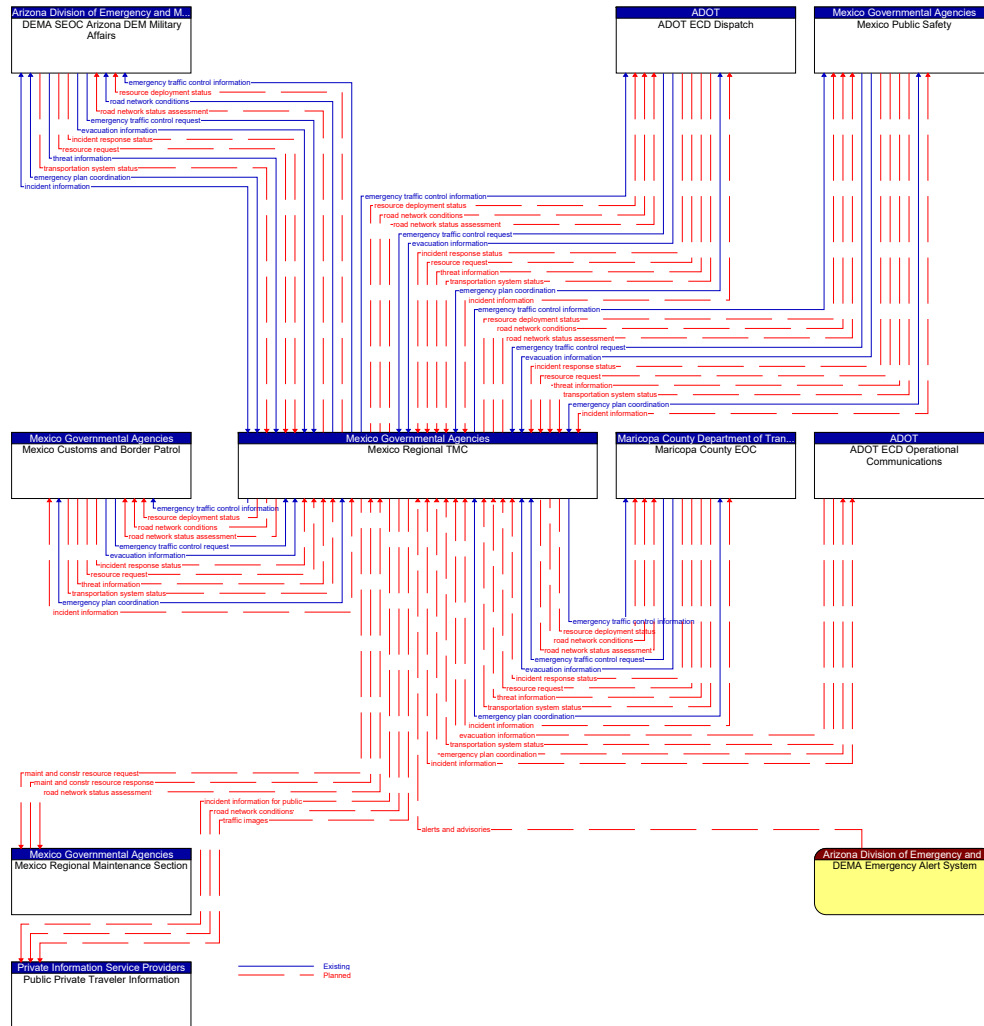 Arizona Division of Emergency and M...
DEMA SEOC Arizona DEM Military
Affairs
ADOT
ADOT ECD Dispatch
Mexico Governmental Agencies
Mexico Public Safety
emergency traffic control information
resource deployment status
road network conditions
road network status assessment
emergency traffic control request
evacuation information
incident response status
resource request
threat information
transportation system status
emergency plan coordination
incident information
emergency traffic control information
resource deployment status
road network conditions
road network status assessment
emergency traffic control request
evacuation information
incident response status
resource request
threat information
transportation system status
emergency plan coordination
incident information
emergency traffic control information
resource deployment status
road network conditions
road network status assessment
emergency traffic control request
evacuation information
incident response status
resource request
threat information
transportation system status
emergency plan coordination
incident information
Mexico Governmental Agencies
Mexico Customs and Border Patrol
Mexico Governmental Agencies
Mexico Regional TMC
Maricopa County Department of Tran...
Maricopa County EOC
ADOT
ADOT ECD Operational
Communications
emergency traffic control information
resource deployment status
road network conditions
road network status assessment
emergency traffic control request
evacuation information
incident response status
resource request
threat information
transportation system status
emergency plan coordination
incident information
emergency traffic control information
resource deployment status
road network conditions
road network status assessment
emergency traffic control request
evacuation information
incident response status
resource request
threat information
transportation system status
emergency plan coordination
incident information
evacuation information
transportation system status
emergency plan coordination
incident information
maint and constr resource request
maint and constr resource response
road network status assessment
incident information for public
road network conditions
traffic images
alerts and advisories
Mexico Governmental Agencies
Mexico Regional Maintenance Section
Arizona Division of Emergency and
DEMA Emergency Alert System
Private Information Service Providers
Public Private Traveler Information
Existing
Planned